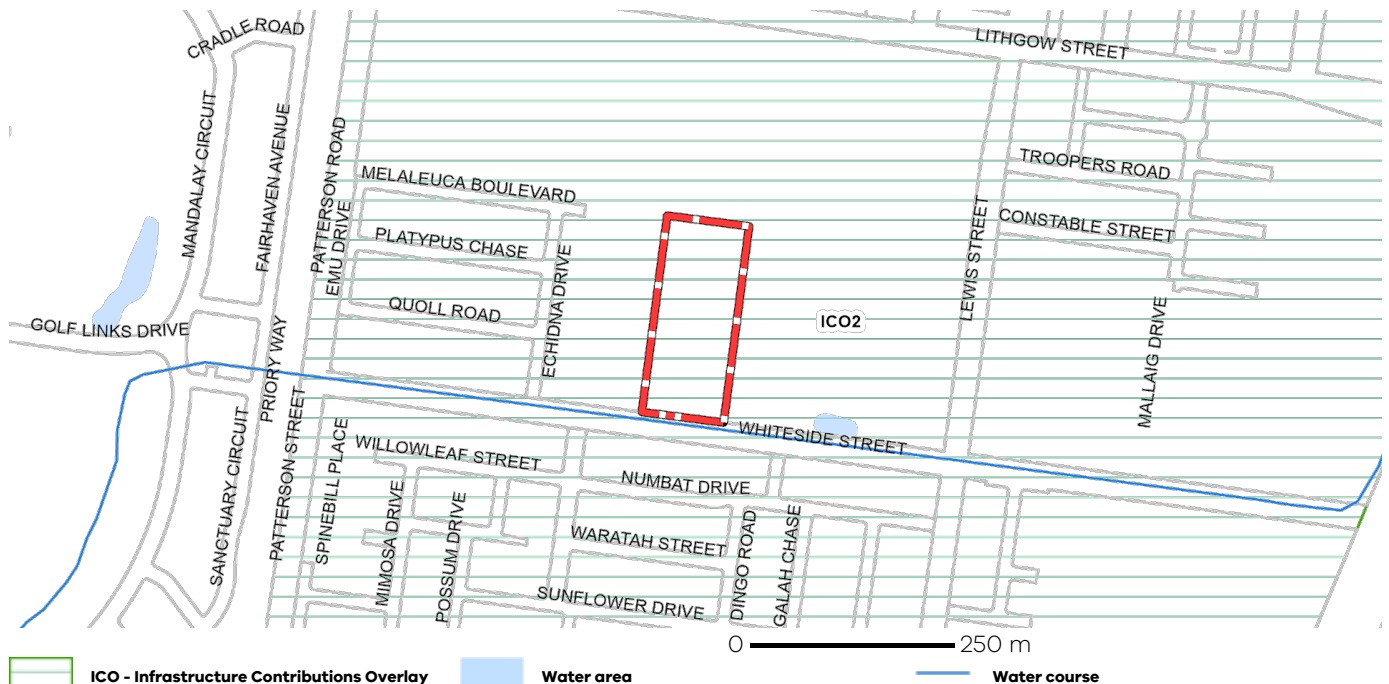 CRADLE ROAD
LITHGOW STREET
MANDALAY CIRCUIT
FAIRHAVEN AVENUE
PATTERSON ROAD
EMU DRIVE
MELALEUCA BOULEVARD
PLATYPUS CHASE
QUOLL ROAD
ECHIDNA DRIVE
TROOPERS ROAD
CONSTABLE STREET
LEWIS STREET
MALLAIG DRIVE
ICO2
GOLF LINKS DRIVE
PRIORY WAY
SANCTUARY CIRCUIT
PATTERSON STREET
SPINEBILL PLACE
WILLOWLEAF STREET
WHITESIDE STREET
MIMOSA DRIVE
POSSUM DRIVE
NUMBAT DRIVE
WARATAH STREET
SUNFLOWER DRIVE
DINGO ROAD
GALAH CHASE
0 250 m
ICO - Infrastructure Contributions Overlay Water area Water course